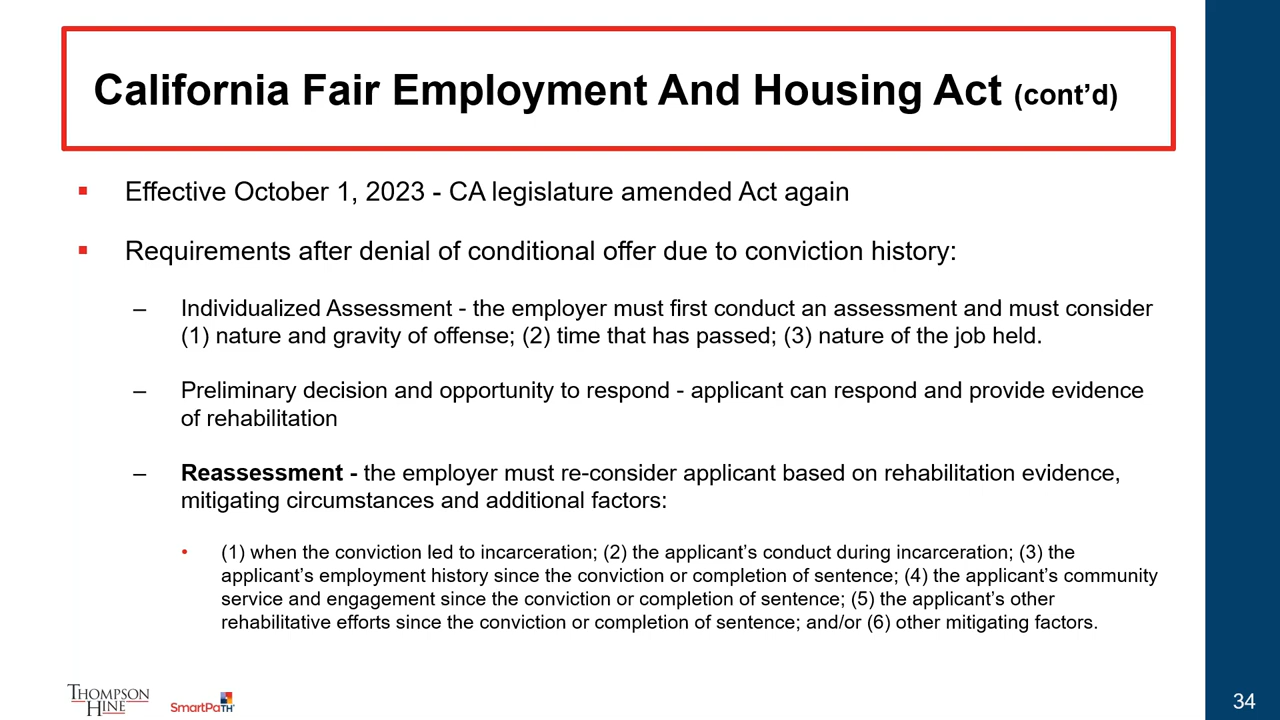 California Fair Employment And Housing Act (cont’d)
▪ Effective October 1, 2023 - CA legislature amended Act again
▪ Requirements after denial of conditional offer due to conviction history:
– Individualized Assessment - the employer must first conduct an assessment and must consider
(1) nature and gravity of offense; (2) time that has passed; (3) nature of the job held.
– Preliminary decision and opportunity to respond - applicant can respond and provide evidence
of rehabilitation
– Reassessment - the employer must re-consider applicant based on rehabilitation evidence,
mitigating circumstances and additional factors:
• (1) when the conviction led to incarceration; (2) the applicant’s conduct during incarceration; (3) the
applicant’s employment history since the conviction or completion of sentence; (4) the applicant’s community
service and engagement since the conviction or completion of sentence; (5) the applicant’s other
rehabilitative efforts since the conviction or completion of sentence; and/or (6) other mitigating factors.
THOMPSON
HINE
SmartPaTH
34